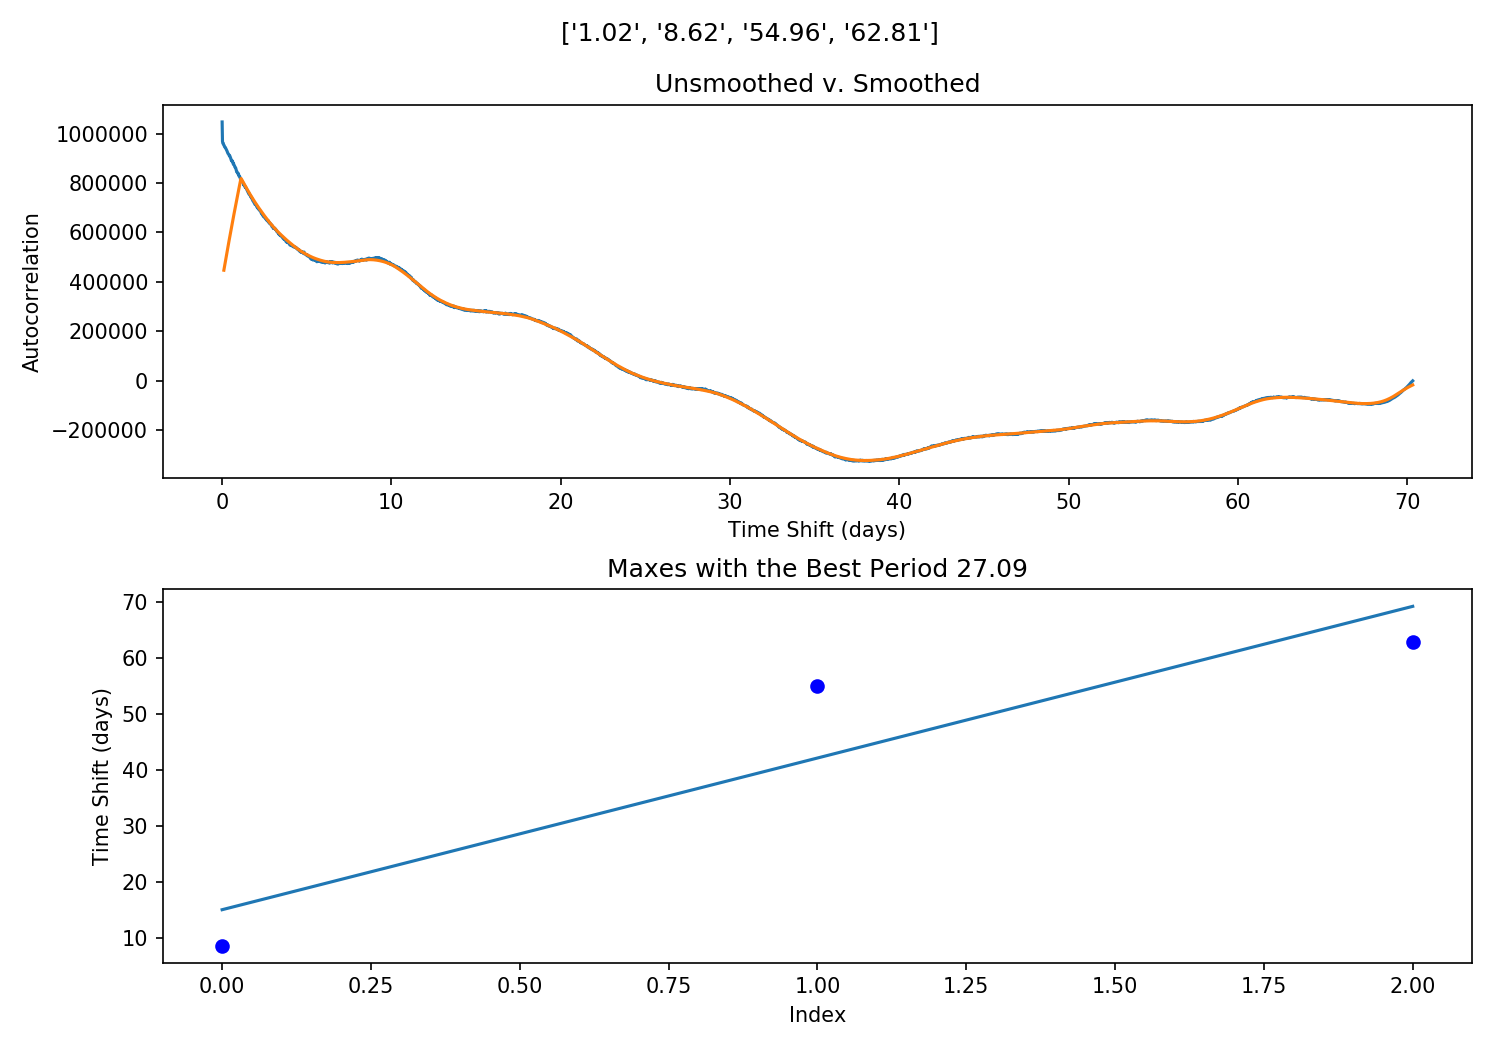 ['1.02', '8.62', '54.96', '62.81']
Unsmoothed v. Smoothed
1000000
800000
600000
400000
200000
0
−200000
Autocorrelation
0 10 20 30 40 50 60 70
Time Shift (days)
Maxes with the Best Period 27.09
70
60
50
40
30
20
10
Time Shift (days)
0.00 0.25 0.50 0.75 1.00 1.25 1.50 1.75 2.00
Index